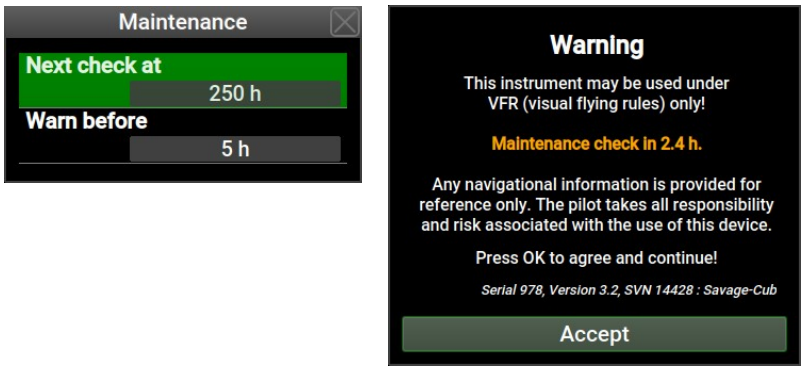 Maintenance
Next check at
250 h
Warn before
5 h
Warning
This instrument may be used under
VFR (visual flying rules) only!
Maintenance check in 2.4 h.
Any navigational information is provided for
reference only. The pilot takes all responsibility
and risk associated with the use of this device.
Press OK to agree and continue!
Serial 978, Version 3.2, SVN 14428 : Savage-Cub
Accept